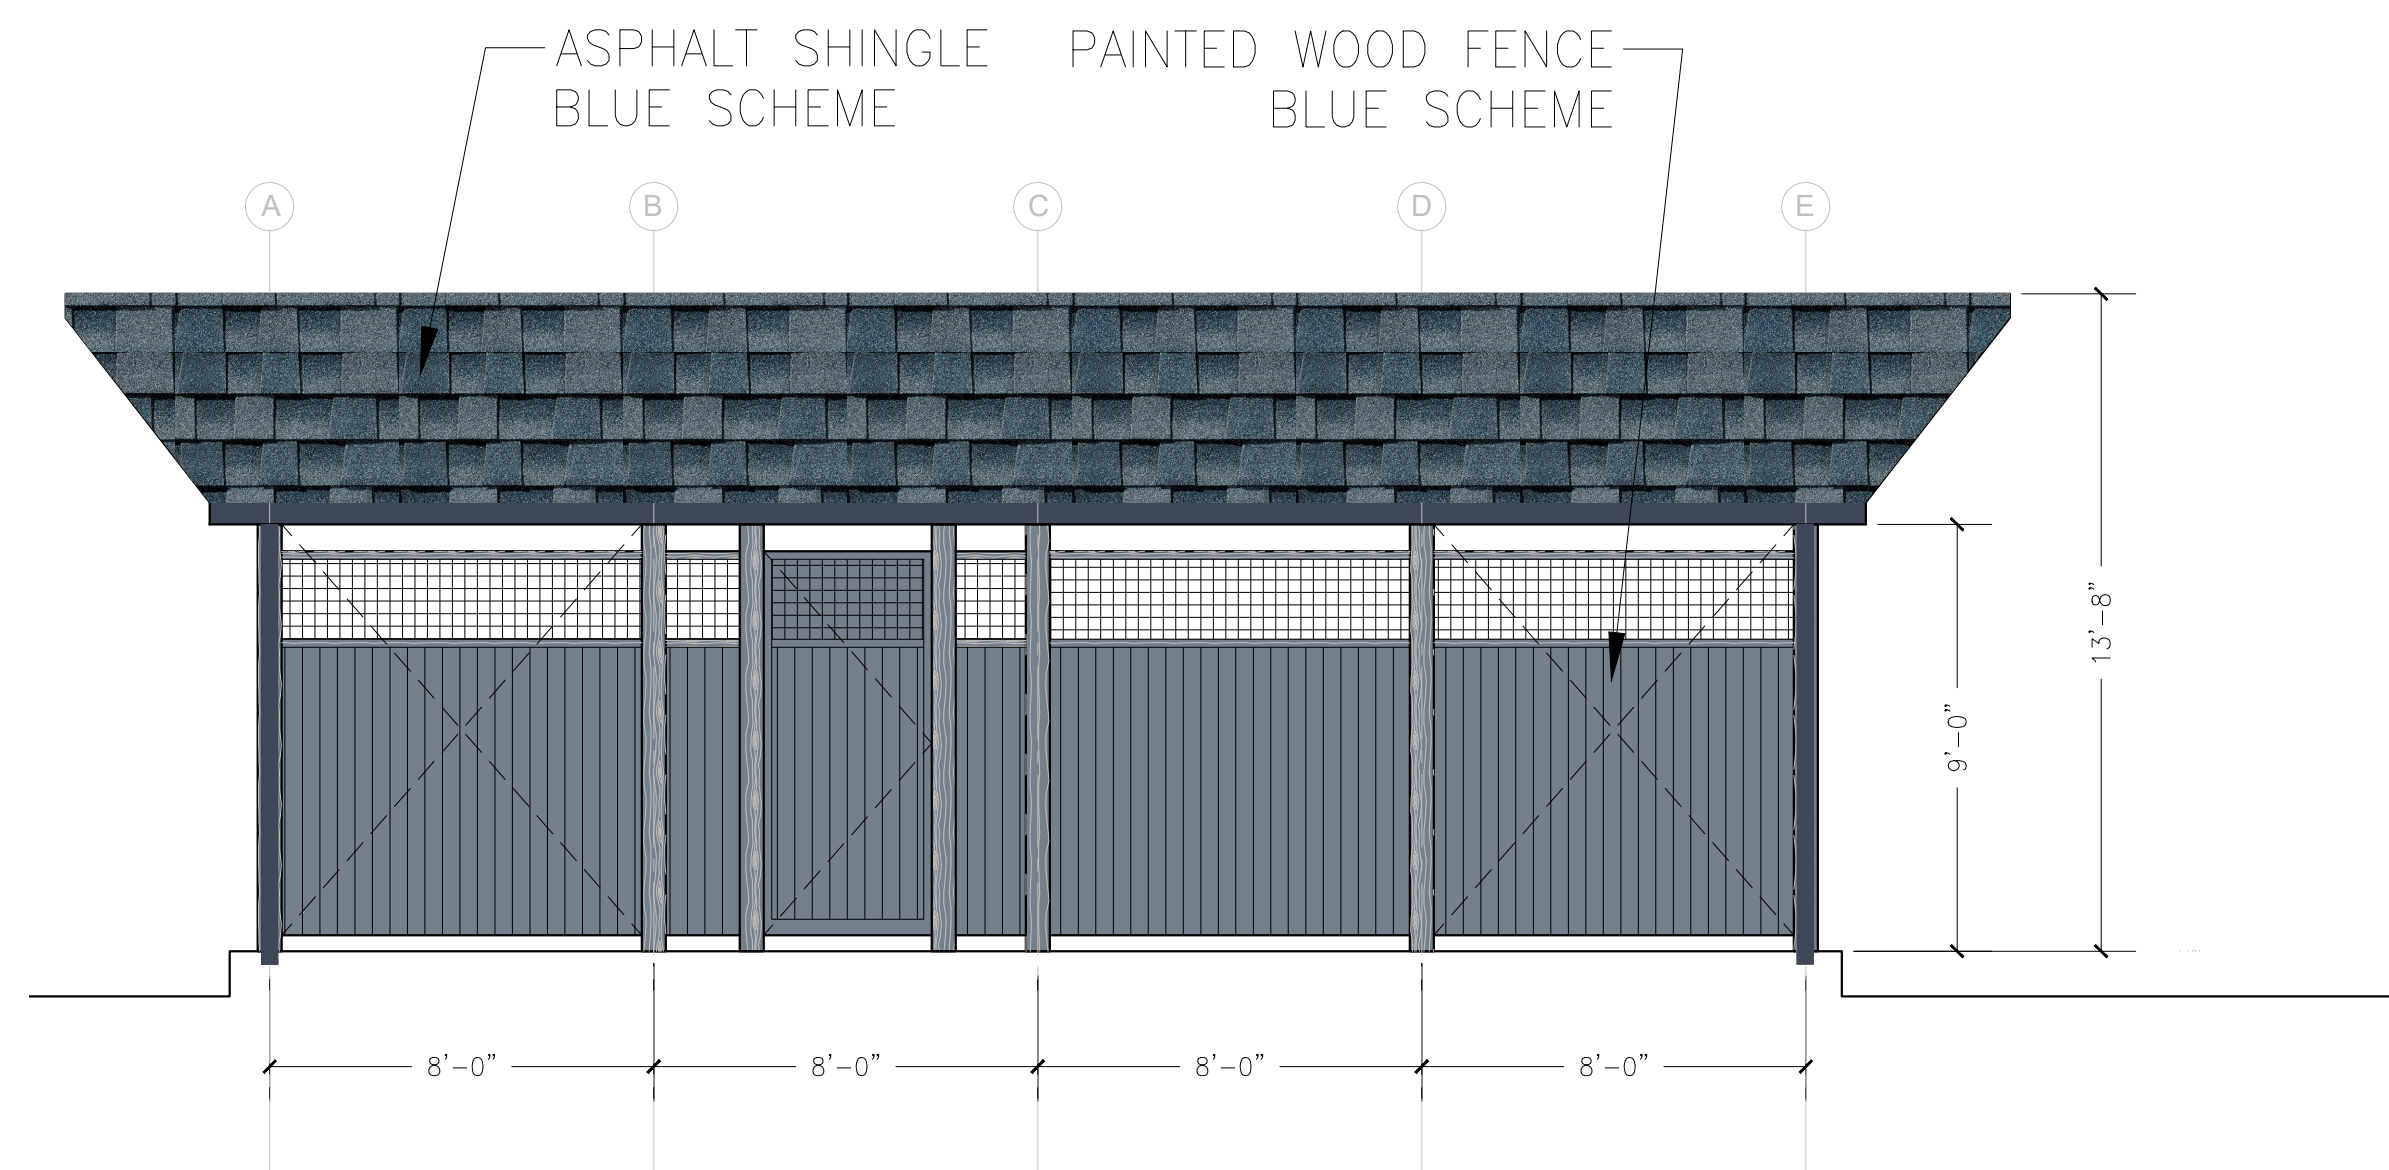 ASPHALT SHINGLE
BLUE SCHEME
PAINTED WOOD FENCE
BLUE SCHEME
A
B
C
D
E
13'-8"
9'-0"
8'-0"
8'-0"
8'-0"
8'-0"